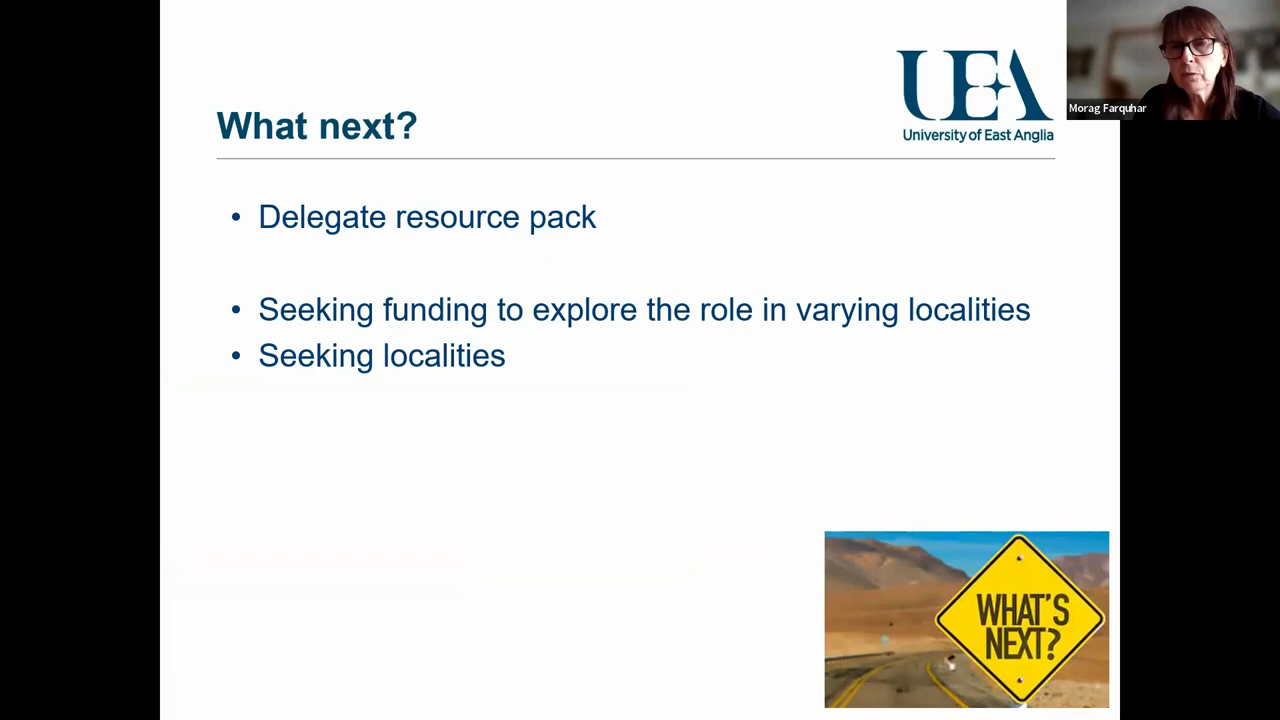 UEA
University of East Anglia
Morag Farquhar
What next?
• Delegate resource pack
• Seeking funding to explore the role in varying localities
• Seeking localities
WHAT'S
NEXT?